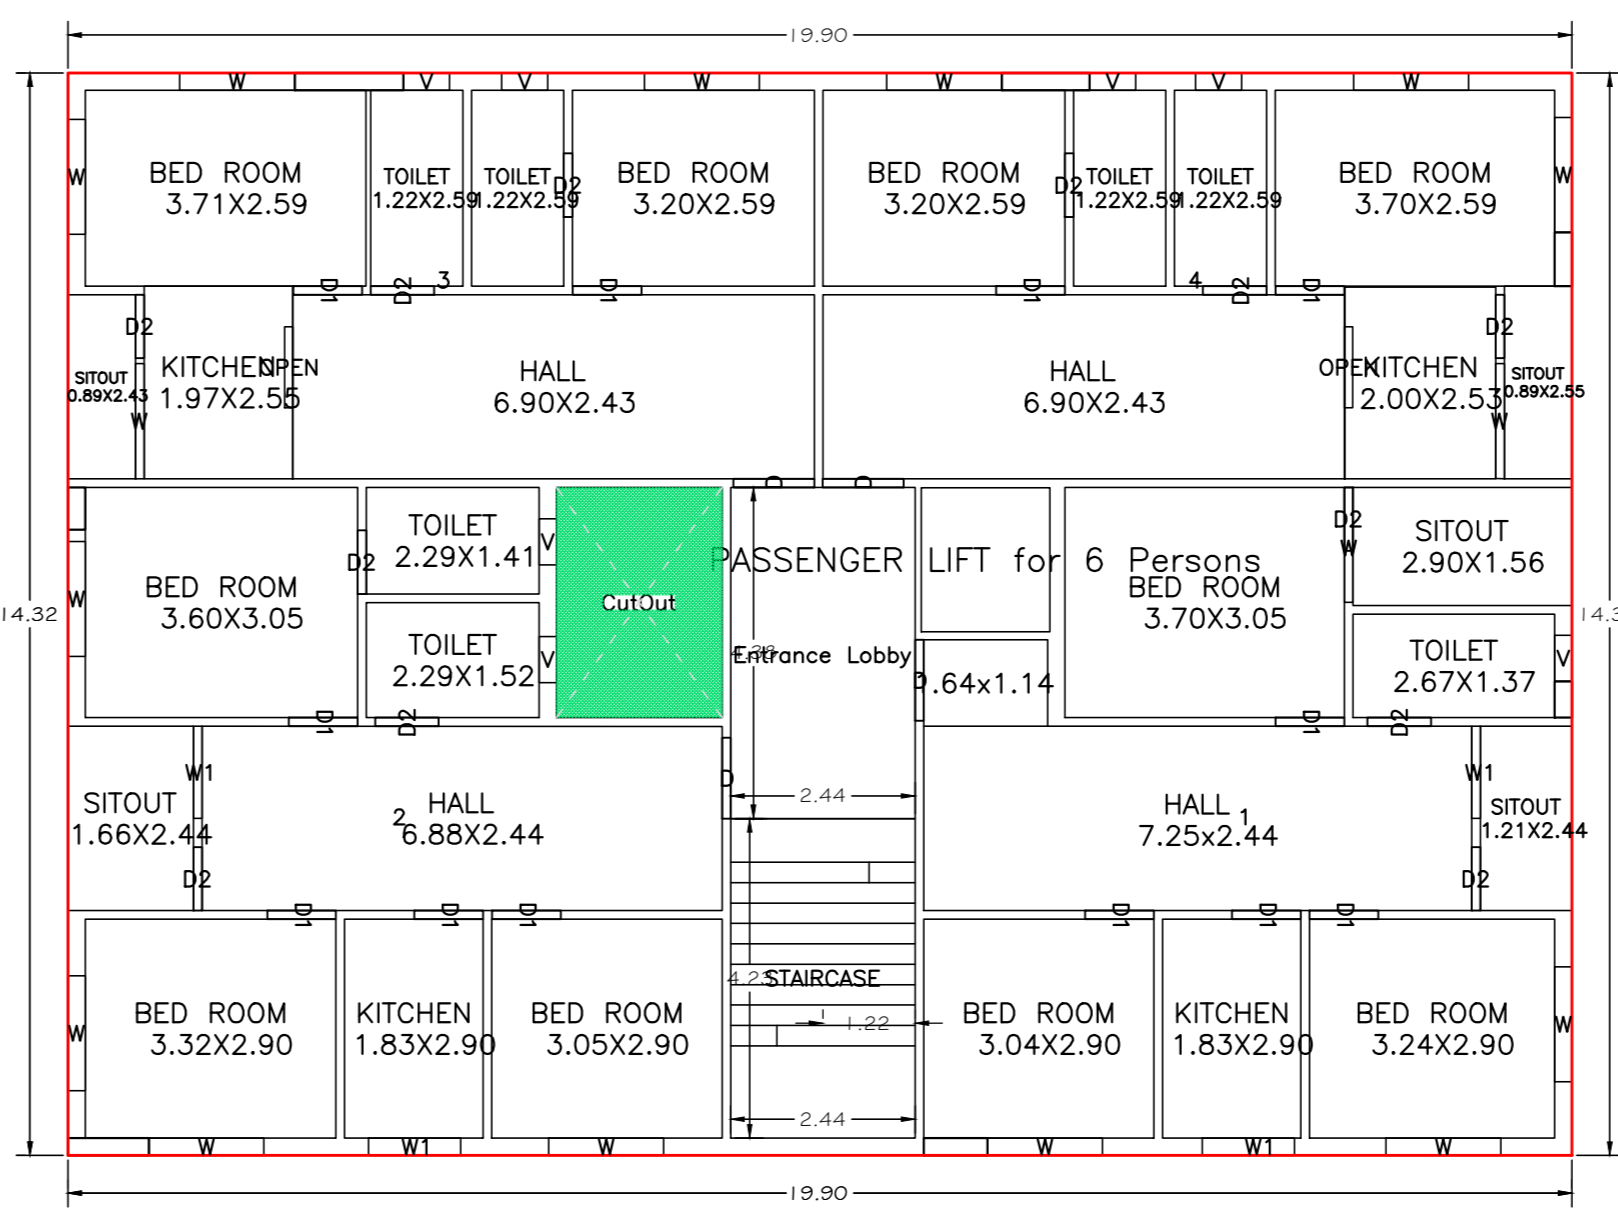 19.90
W
V
V
W
W
V
V
W
BED ROOM
3.71X2.59
TOILET
1.22X2.59
TOILET
1.22X2.59
D2
BED ROOM
3.20X2.59
BED ROOM
3.20X2.59
D2
TOILET
1.22X2.59
TOILET
1.22X2.59
BED ROOM
3.70X2.59
W
W
D1
D2
3
D1
D1
4
D2
D1
D2
SITOUT
0.89X2.43
W
KITCHEN
1.97X2.55
OPEN
HALL
6.90X2.43
HALL
6.90X2.43
OPEN
KITCHEN
2.00X2.53
D2
W
SITOUT
0.89X2.55
D
D
14.32
W
BED ROOM
3.60X3.05
D2
TOILET
2.29X1.41
V
TOILET
2.29X1.52
V
CutOut
PASSENGER LIFT for 6 Persons
4.38
Entrance Lobby
D
.64x1.14
BED ROOM
3.70X3.05
D2
W
SITOUT
2.90X1.56
TOILET
2.67X1.37
V
14.3
D1
D2
D1
D2
SITOUT
1.66X2.44
W1
D2
2
HALL
6.88X2.44
D
2.44
HALL
7.25x2.44
1
W1
D2
SITOUT
1.21X2.44
D1
D1
D1
D1
D1
D1
W
BED ROOM
3.32X2.90
KITCHEN
1.83X2.90
BED ROOM
3.05X2.90
4.23
STAIRCASE
1.22
2.44
BED ROOM
3.04X2.90
KITCHEN
1.83X2.90
BED ROOM
3.24X2.90
W
W
W1
W
W
W1
W
19.90